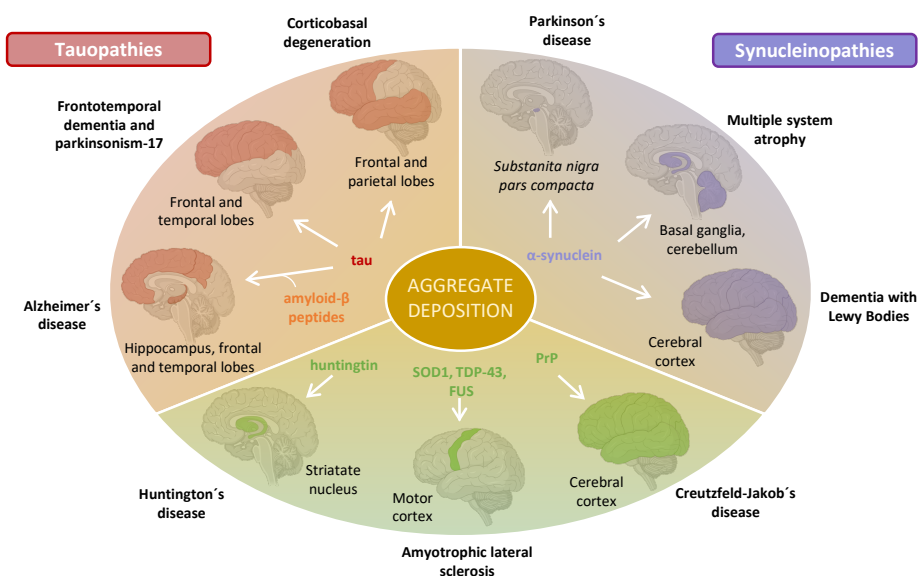 Tauopathies
Corticobasal
degeneration
Parkinson´s
disease
Synucleinopathies
Frontotemporal
dementia and
parkinsonism-17
Multiple system
atrophy
Frontal and
parietal lobes
Substanita nigra
pars compacta
Frontal and
temporal lobes
Basal ganglia,
cerebellum
tau
α-synuclein
AGGREGATE
DEPOSITION
amyloid-β
peptides
Alzheimer´s
disease
Dementia with
Lewy Bodies
Hippocampus, frontal
and temporal lobes
Cerebral
cortex
huntingtin
SOD1, TDP-43,
FUS
PrP
Striatate
nucleus
Motor
cortex
Cerebral
cortex
Huntington´s
disease
Creutzfeld-Jakob´s
disease
Amyotrophic lateral
sclerosis